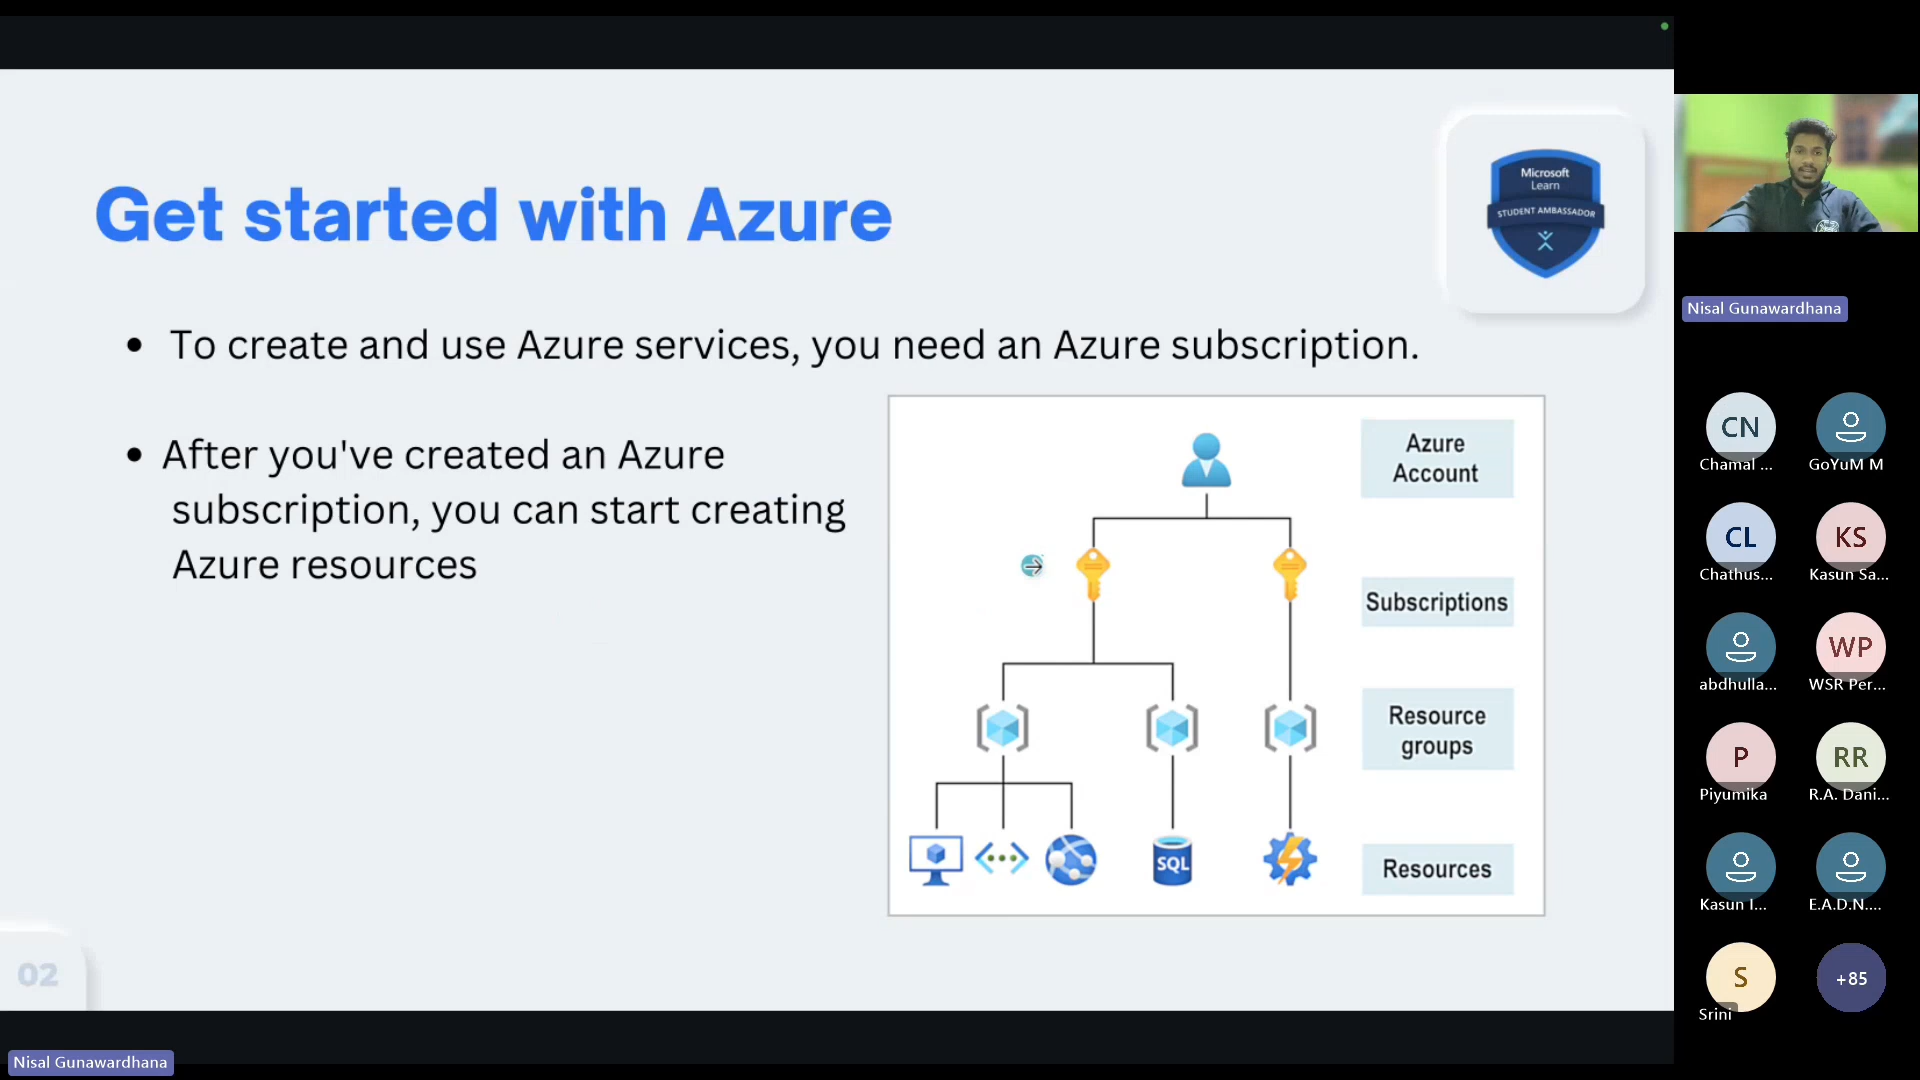 Get started with Azure
Microsoft
Learn
STUDENT AMBASSADOR
To create and use Azure services, you need an Azure subscription.
After you've created an Azure
subscription, you can start creating
Azure resources
Azure
Account
Subscriptions
Resource
groups
SQL
Resources
02
Nisal Gunawardhana
Nisal Gunawardhana
CN
Chamal ...
GoYuM M
CL
Chathus...
KS
Kasun Sa...
abdhulla...
WP
WSR Per...
P
Piyumika
RR
R.A. Dani...
Kasun I...
E.A.D.N....
S
Srini
+85